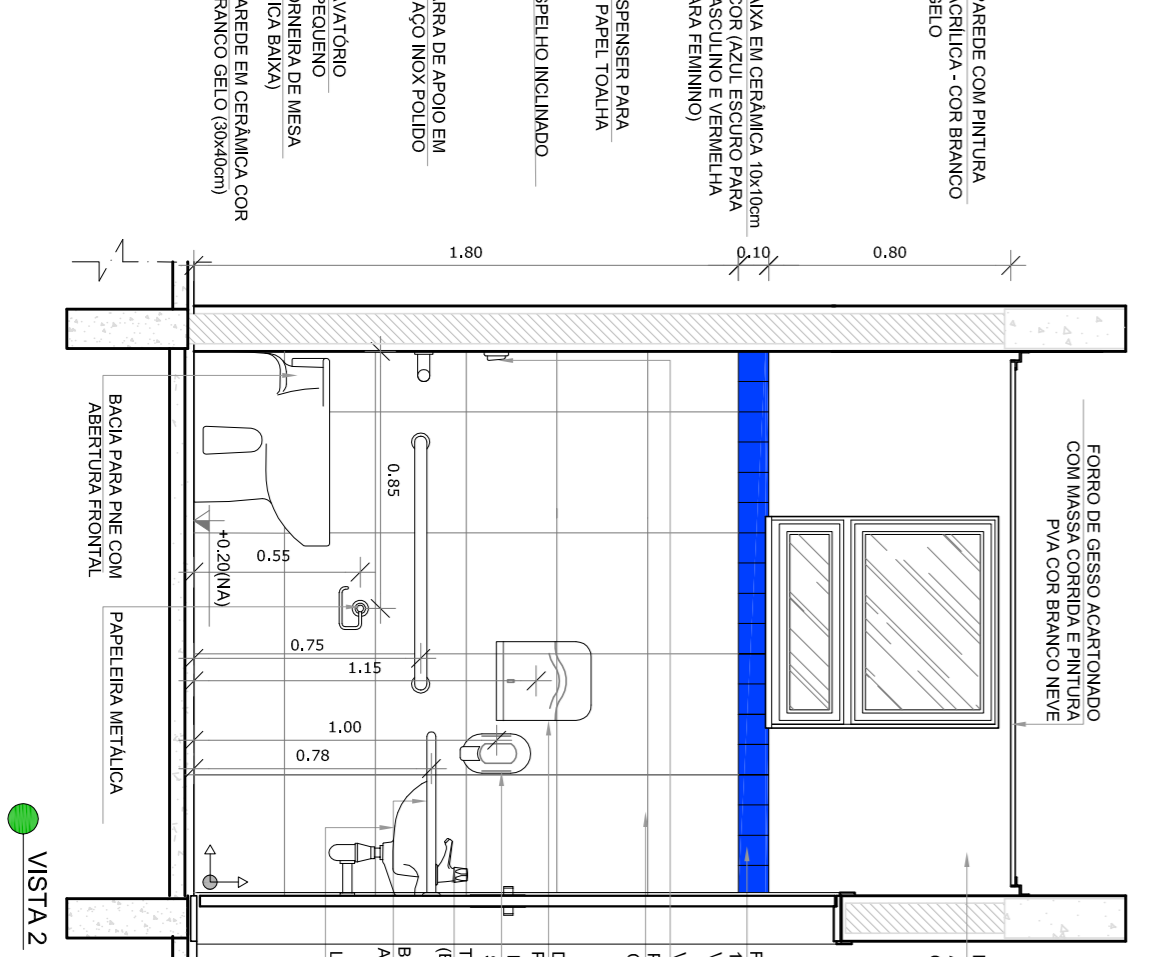 PAREDE COM PINTURA
ACRÍLICA - COR BRANCO
GELO
AIXA EM CERÂMICA 10x10cm
COR (AZUL ESCURO PARA
ASCULINO E VERMELHA
ARA FEMININO)
SPENSER PARA
PAPEL TOALHA
SPELHO INCLINADO
RRA DE APOIO EM
AÇO INOX POLIDO
VATÓRIO
PEQUENO
ORNEIRA DE MESA
ICA BAIXA)
AREDE EM CERÂMICA COR
RANCO GELO (30x40cm)
1.80
0.10
0.80
FORRO DE GESSO ACARTONADO
COM MASSA CORRIDA E PINTURA
PVA COR BRANCO NEVE
0.85
+0.20(NA)
0.55
0.75
1.15
1.00
0.78
BACIA PARA PNE COM
ABERTURA FRONTAL
PAPELEIRA METÁLICA
VISTA 2